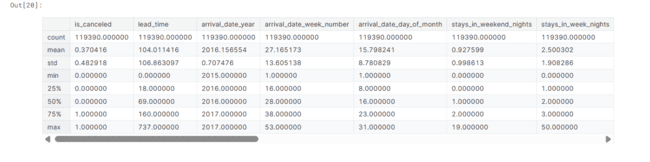 Out[20]:
is_canceled lead_time arrival_date_year arrival_date_week_number arrival_date_day_of_month stays_in_weekend_nights stays_in_week_nights
count 119390.000000 119390.000000 119390.000000 119390.000000 119390.000000 119390.000000 119390.000000
mean 0.370416 104.011416 2016.156554 27.165173 15.798241 0.927599 2.500302
std 0.482918 106.863097 0.707476 13.605138 8.780829 0.998613 1.908286
min 0.000000 0.000000 2015.000000 1.000000 1.000000 0.000000 0.000000
25% 0.000000 18.000000 2016.000000 16.000000 8.000000 0.000000 1.000000
50% 0.000000 69.000000 2016.000000 28.000000 16.000000 1.000000 2.000000
75% 1.000000 160.000000 2017.000000 38.000000 23.000000 2.000000 3.000000
max 1.000000 737.000000 2017.000000 53.000000 31.000000 19.000000 50.000000